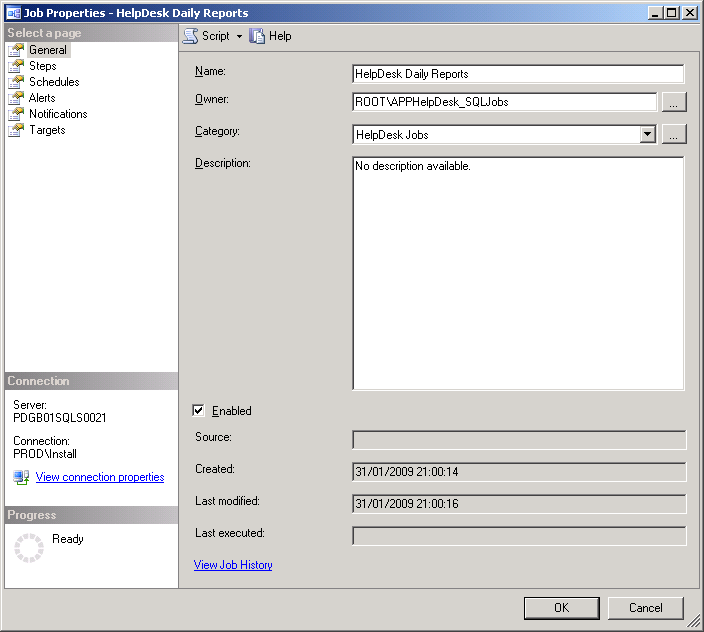 Job Properties - HelpDesk Daily Reports
Select a page
General
Steps
Schedules
Alerts
Notifications
Targets
Script
Help
Name:
HelpDesk Daily Reports
Owner:
ROOT\APPHelpDesk_SQLJobs
...
Category:
HelpDesk Jobs
...
Description:
No description available.
Enabled
Source:
Created:
31/01/2009 21:00:14
Last modified:
31/01/2009 21:00:16
Last executed:
View Job History
Connection
Server:
PDGB01SQLS0021
Connection:
PROD\Install
View connection properties
Progress
Ready
OK
Cancel